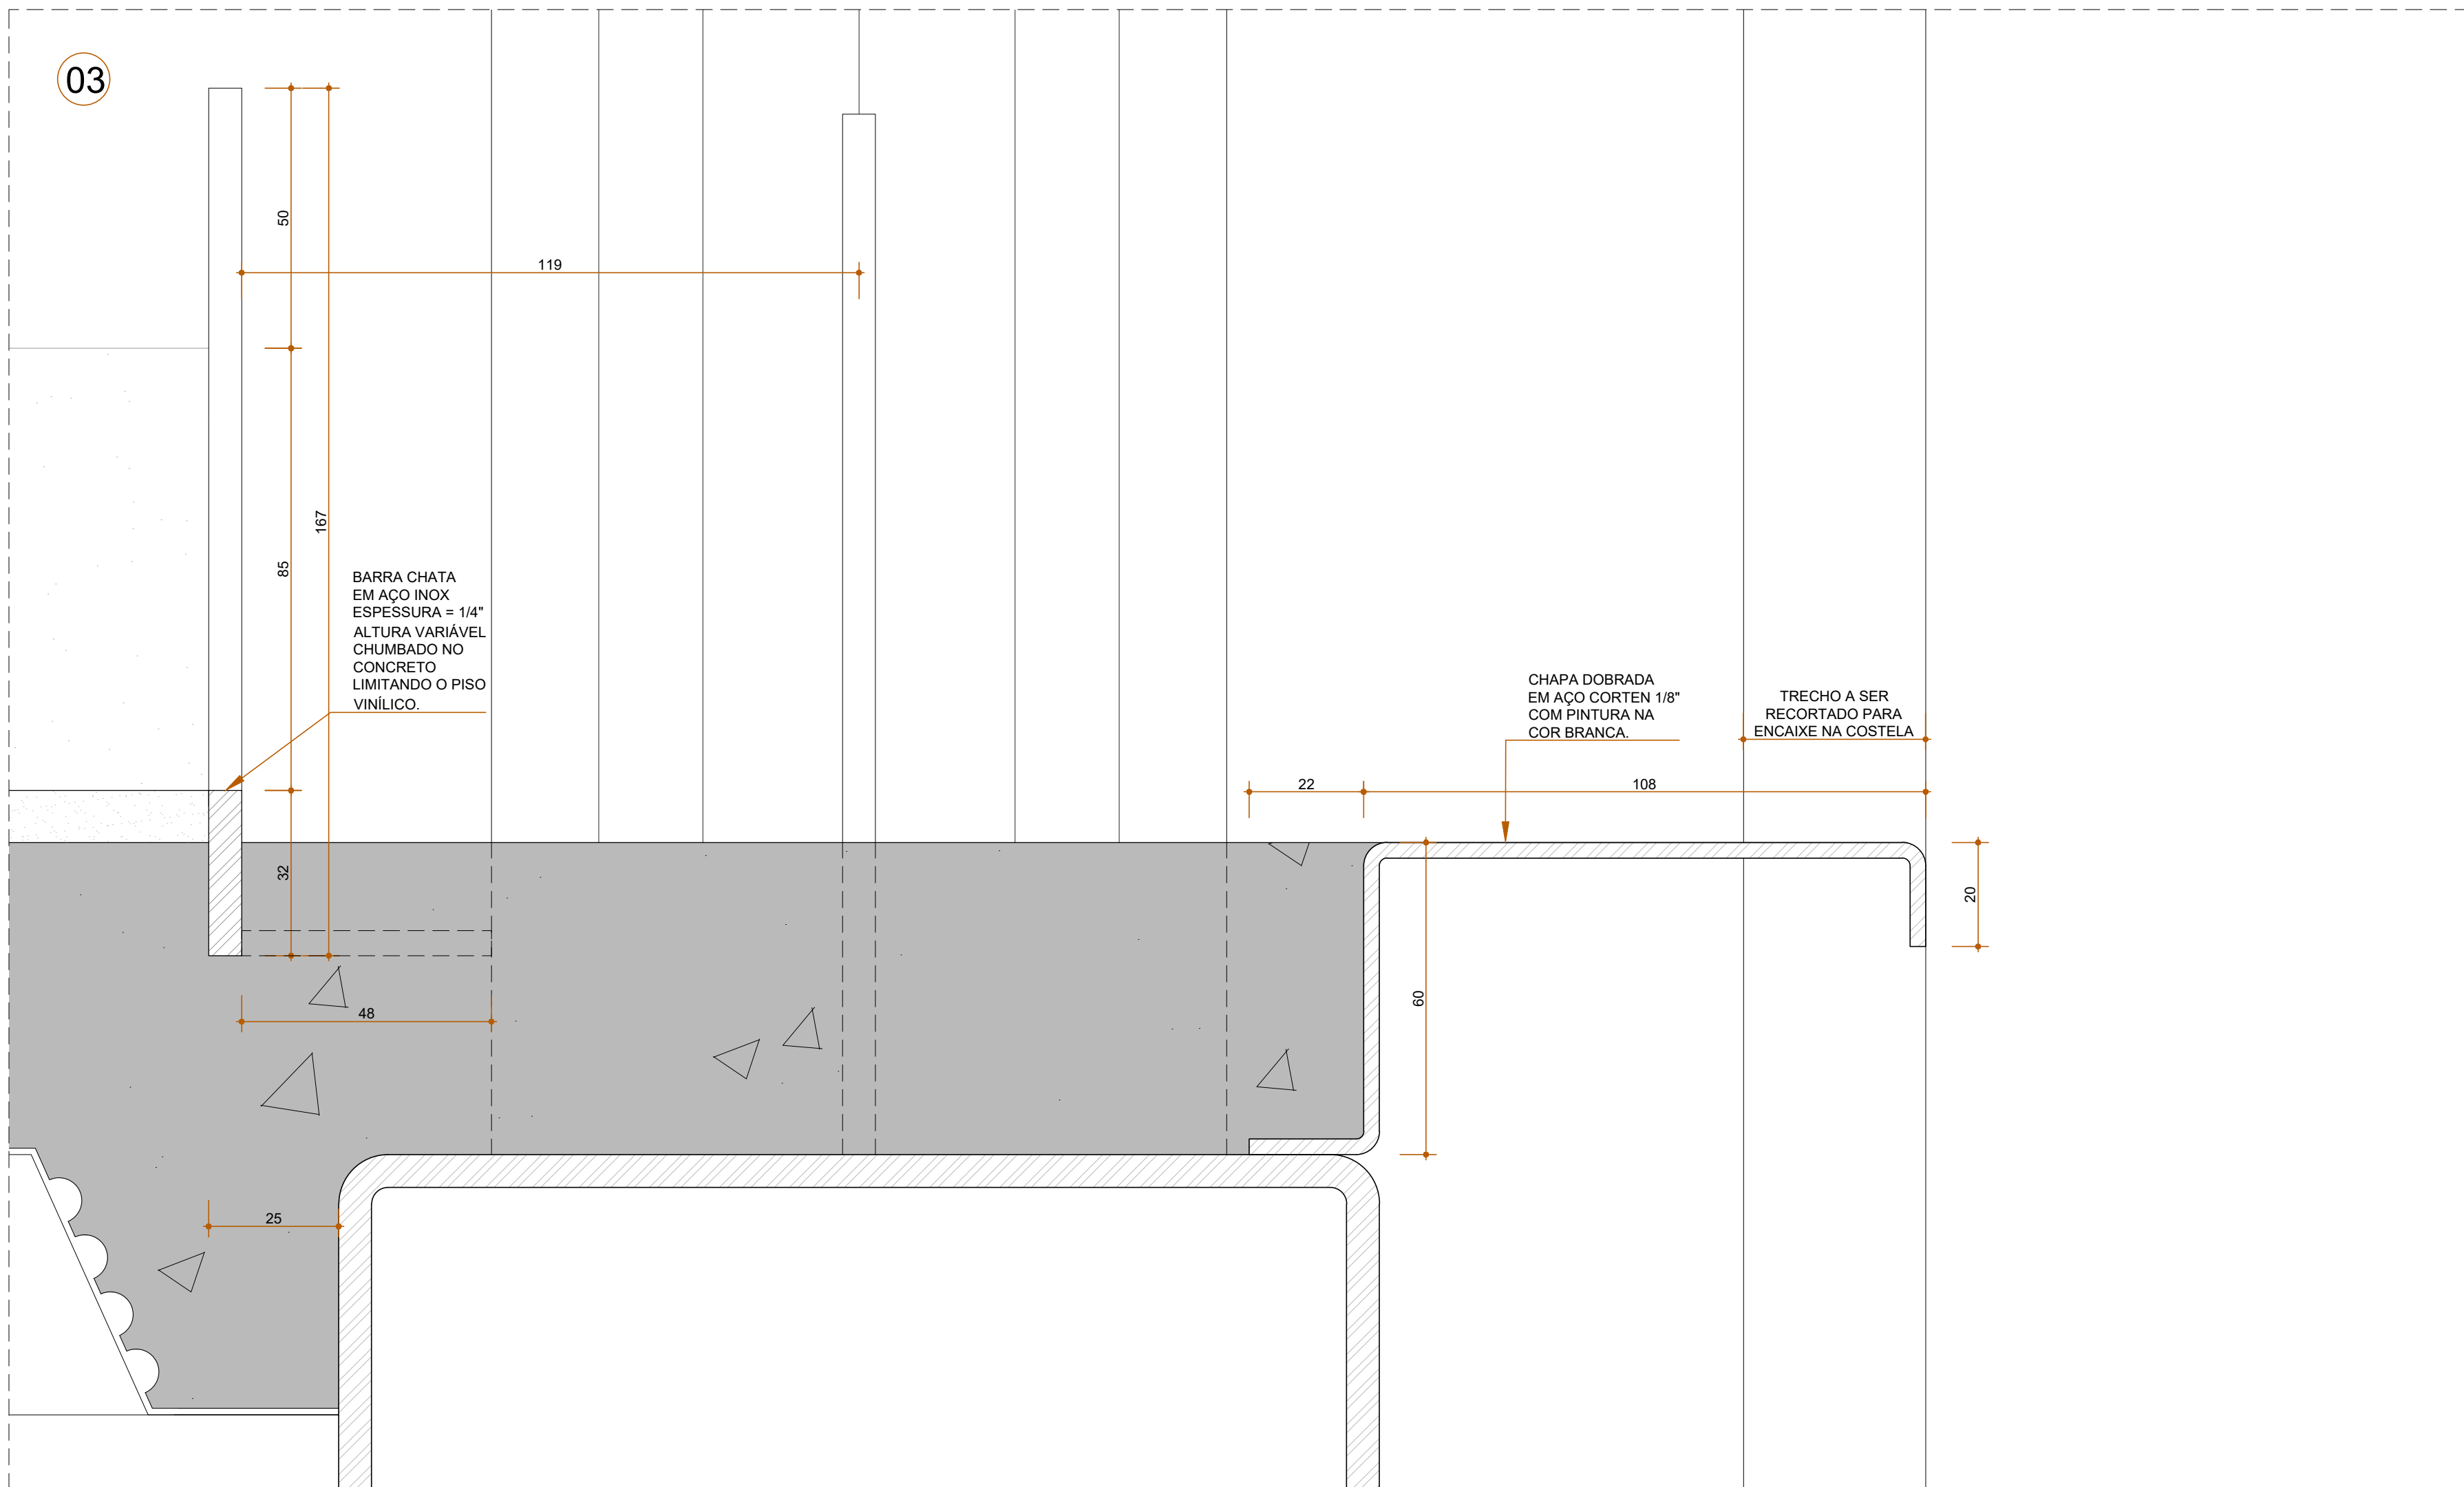 03
50
119
167
85
BARRA CHATA
EM AÇO INOX
ESPESSURA = 1/4"
ALTURA VARIÁVEL
CHUMBADO NO
CONCRETO
LIMITANDO O PISO
VINÍLICO.
CHAPA DOBRADA
EM AÇO CORTEN 1/8"
COM PINTURA NA
COR BRANCA.
TRECHO A SER
RECORTADO PARA
ENCAIXE NA COSTELA
22
108
32
20
60
48
25